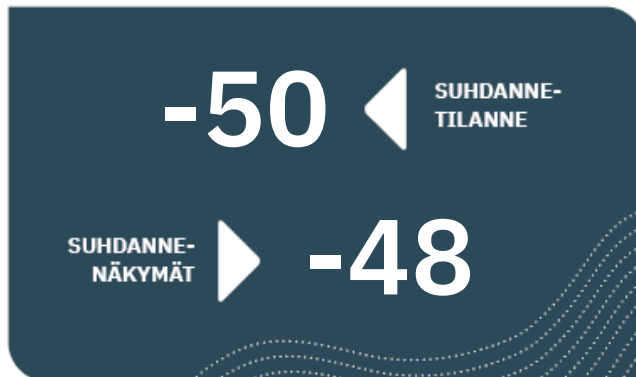 -50
SUHDANNE-
TILANNE
SUHDANNE-
NÄKYMÄT
-48